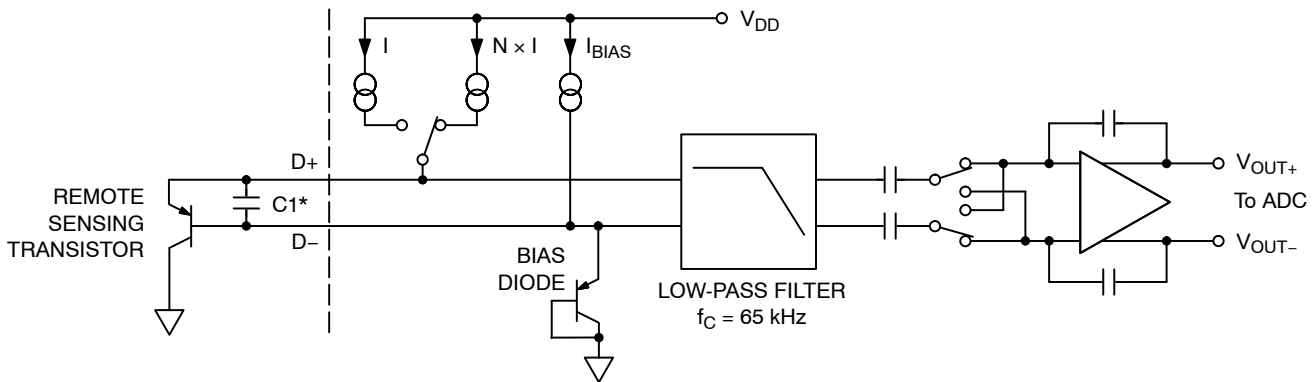 V_DD
I
N × I
I_BIAS
D+
REMOTE
SENSING
TRANSISTOR
C1*
D−
BIAS
DIODE
LOW-PASS FILTER
f_C = 65 kHz
V_OUT+
To ADC
V_OUT−